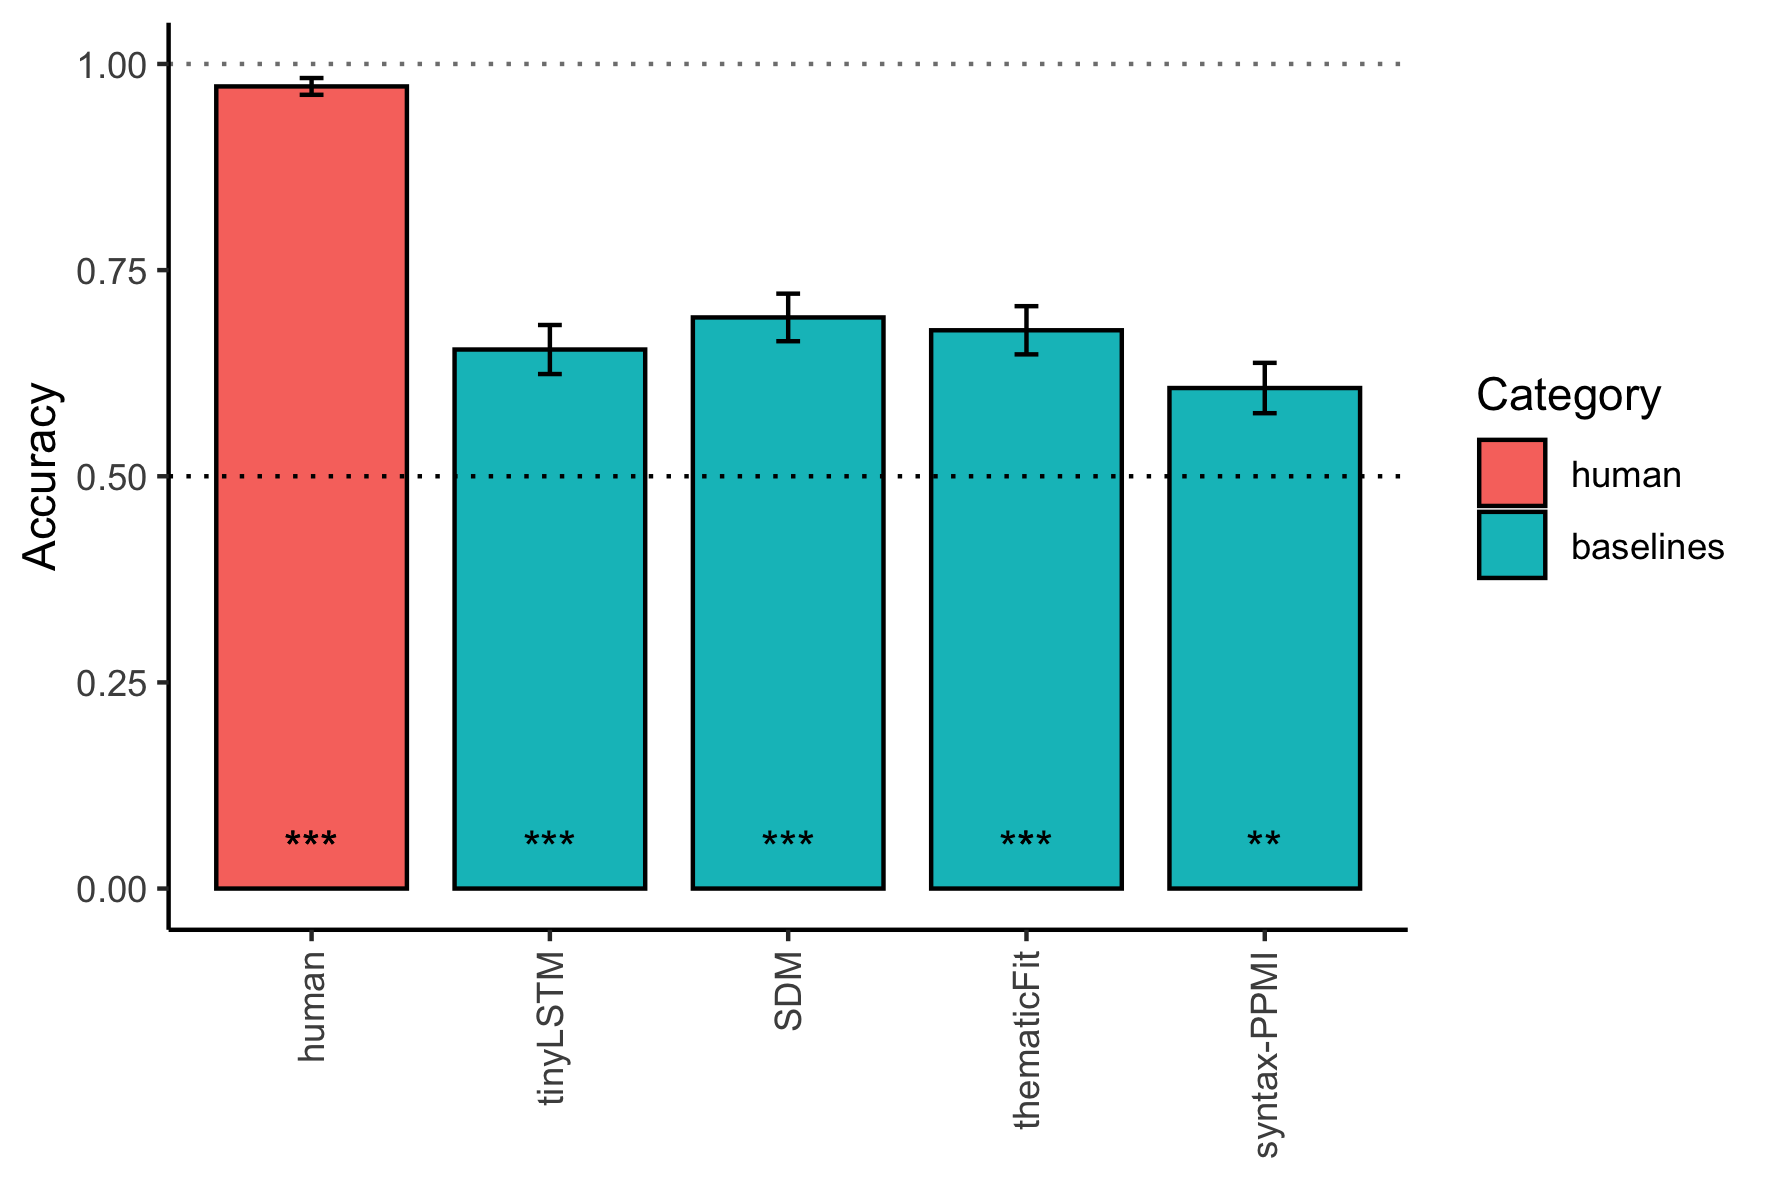 1.00
0.75
0.50
0.25
0.00
Accuracy
***
***
***
***
**
human
tinyLSTM
SDM
thematicFit
syntax-PPMI
Category
human
baselines